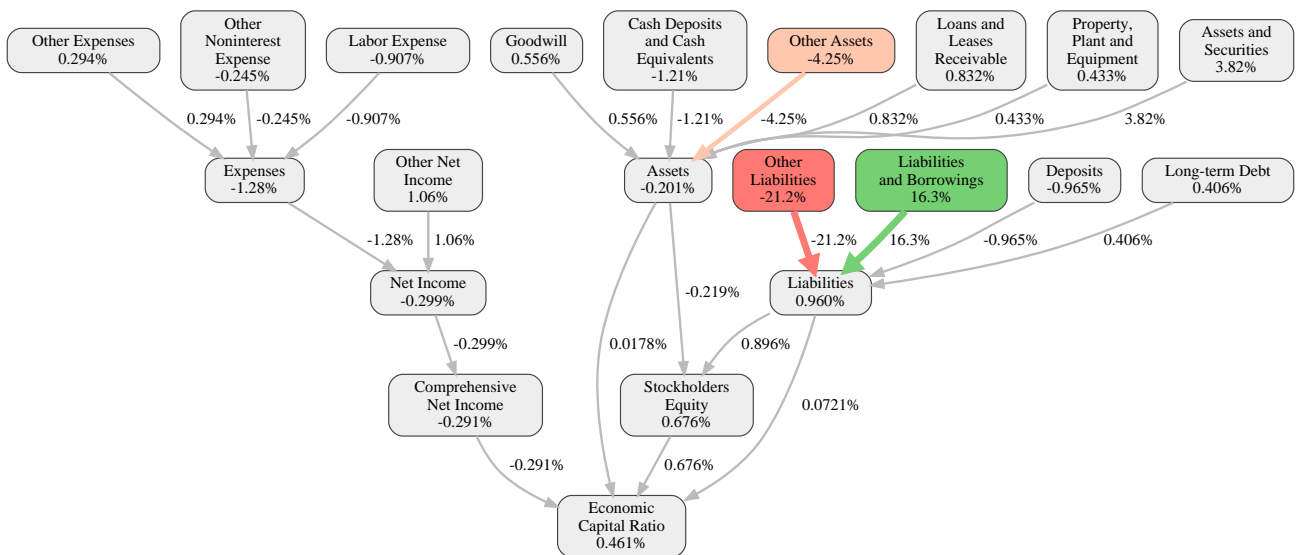 Other Expenses
0.294%
Other
Noninterest
Expense
-0.245%
Labor Expense
-0.907%
Goodwill
0.556%
Cash Deposits
and Cash
Equivalents
-1.21%
Other Assets
-4.25%
Loans and
Leases
Receivable
0.832%
Property,
Plant and
Equipment
0.433%
Assets and
Securities
3.82%
0.294%
-0.245%
-0.907%
0.556%
-1.21%
-4.25%
0.832%
0.433%
3.82%
Expenses
-1.28%
Other Net
Income
1.06%
Assets
-0.201%
Other
Liabilities
-21.2%
Liabilities
and Borrowings
16.3%
Deposits
-0.965%
Long-term Debt
0.406%
-1.28%
1.06%
-21.2%
16.3%
-0.965%
0.406%
Net Income
-0.299%
-0.219%
Liabilities
0.960%
-0.299%
0.0178%
0.896%
Comprehensive
Net Income
-0.291%
Stockholders
Equity
0.676%
0.0721%
-0.291%
0.676%
Economic
Capital Ratio
0.461%